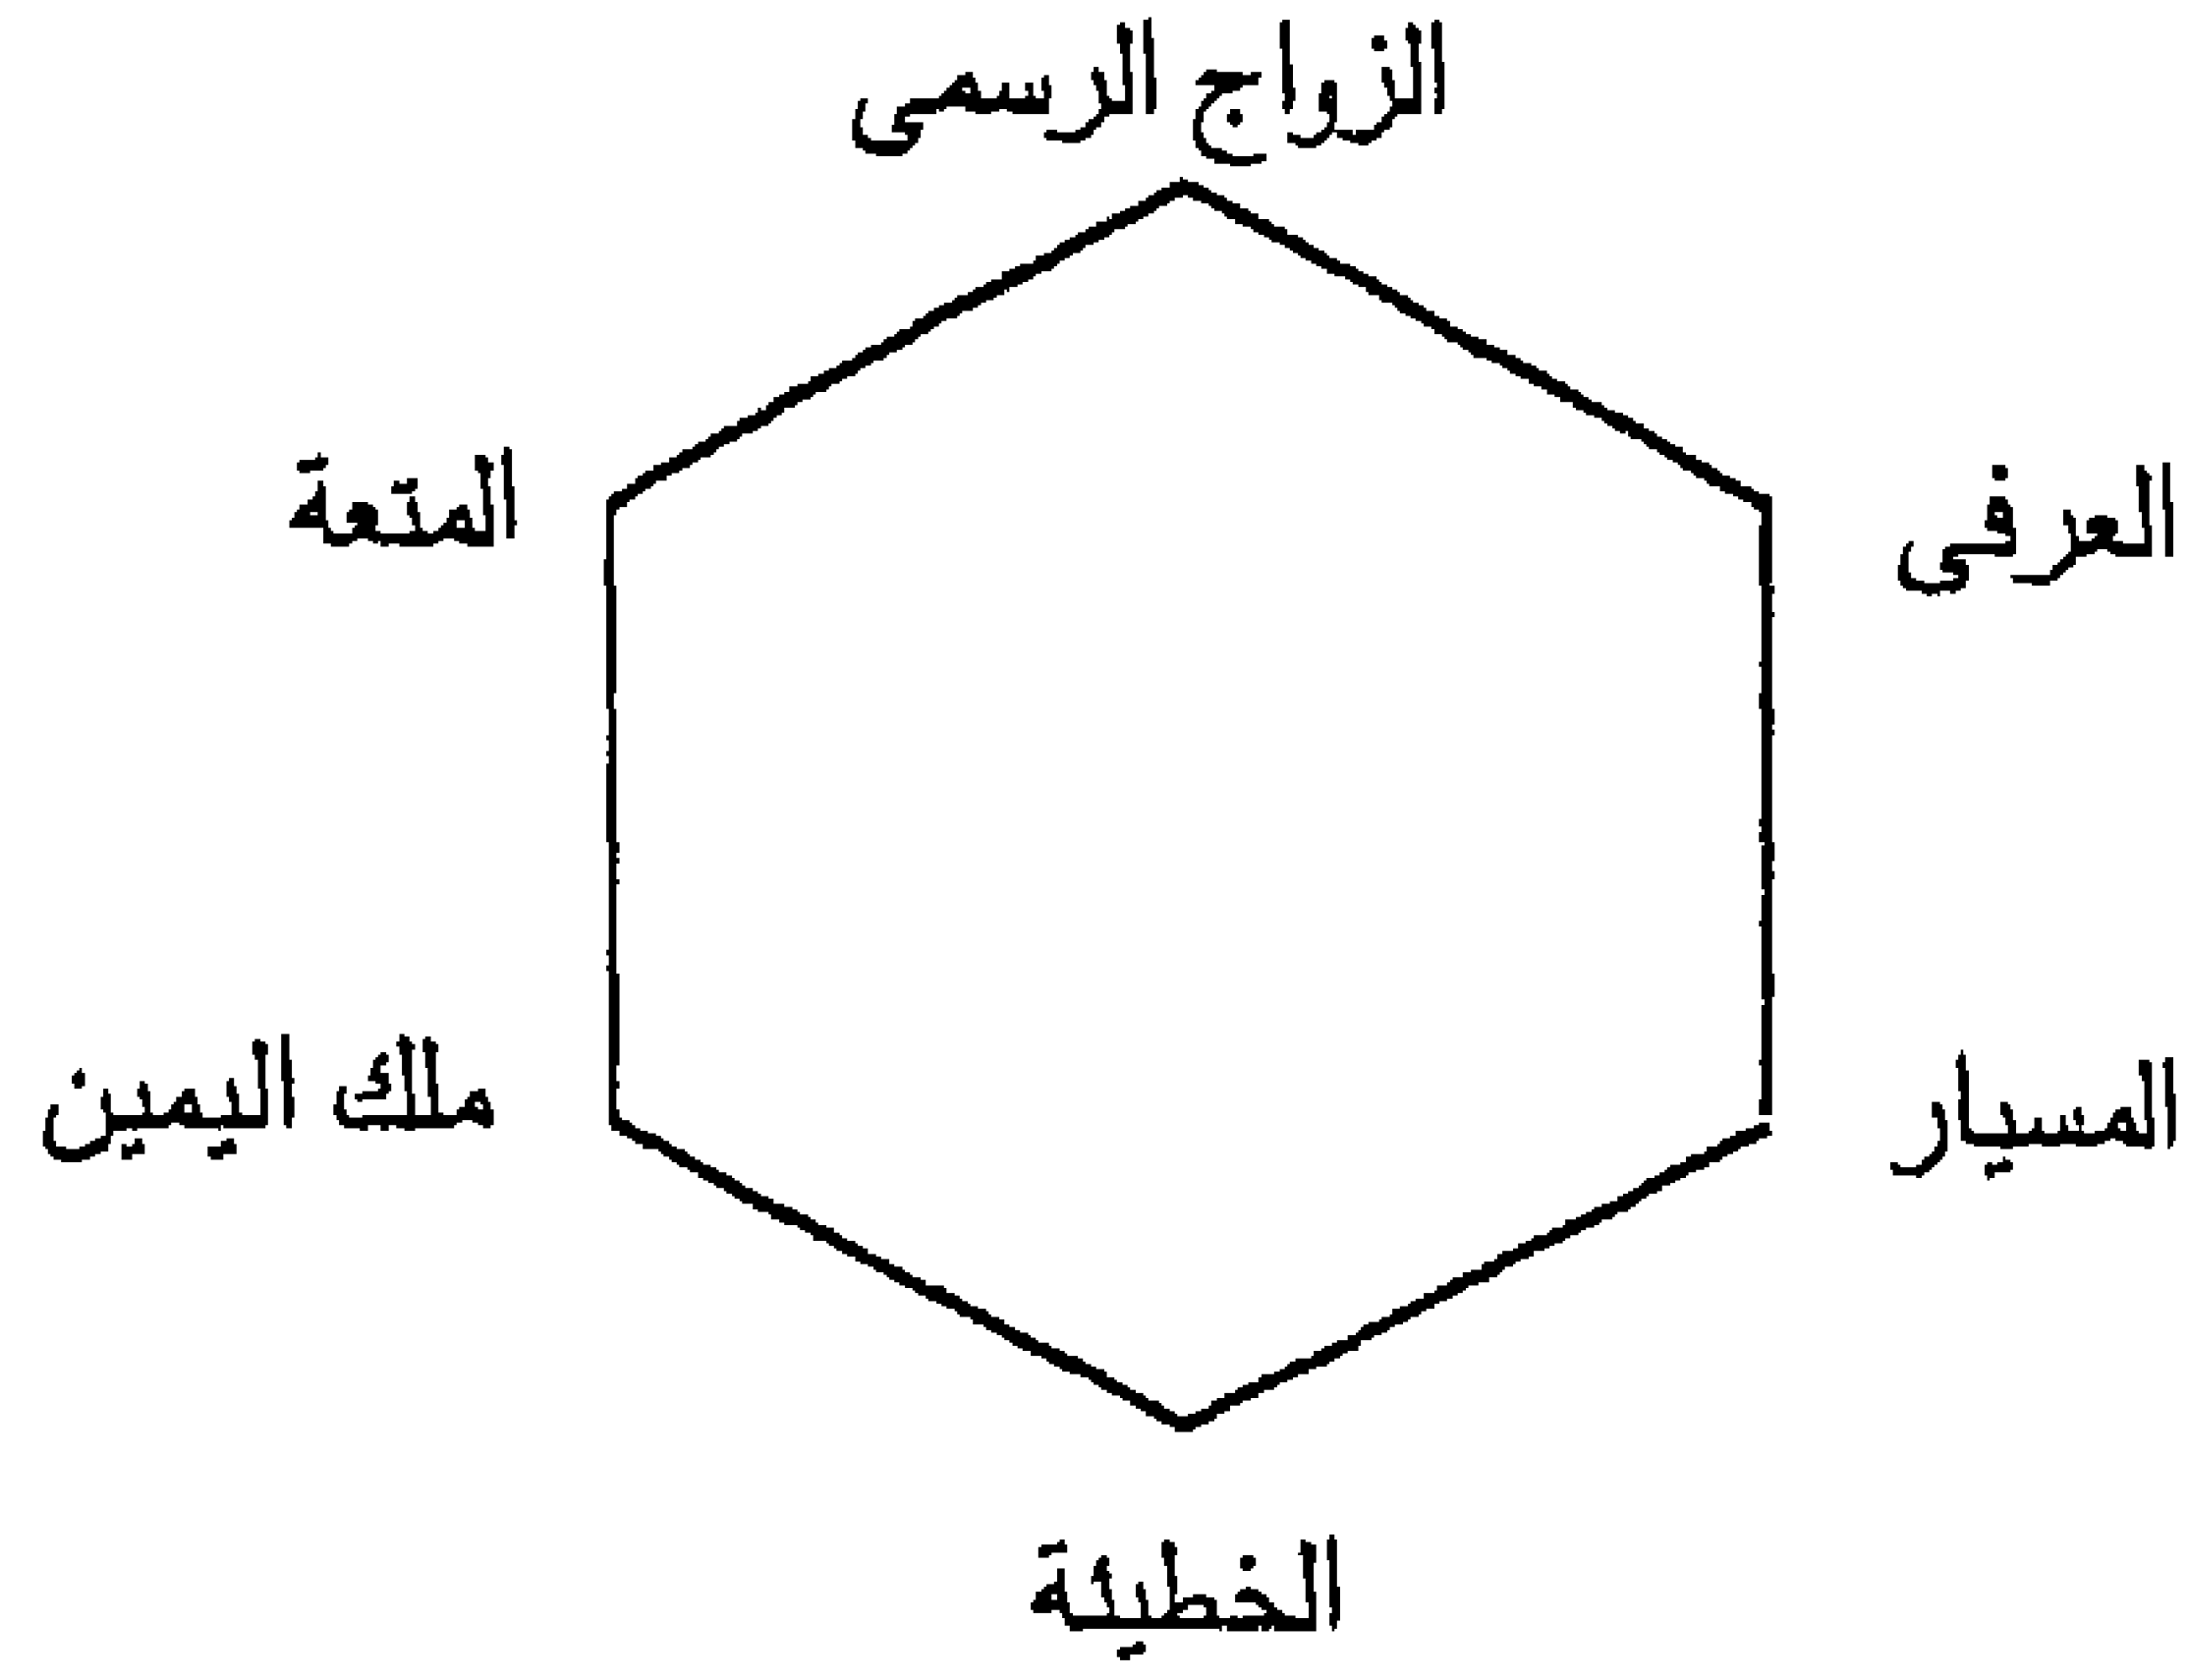 الزواج الرسمى
العرفى
المتعة
المسيار
ملك اليمين
الخطيئة